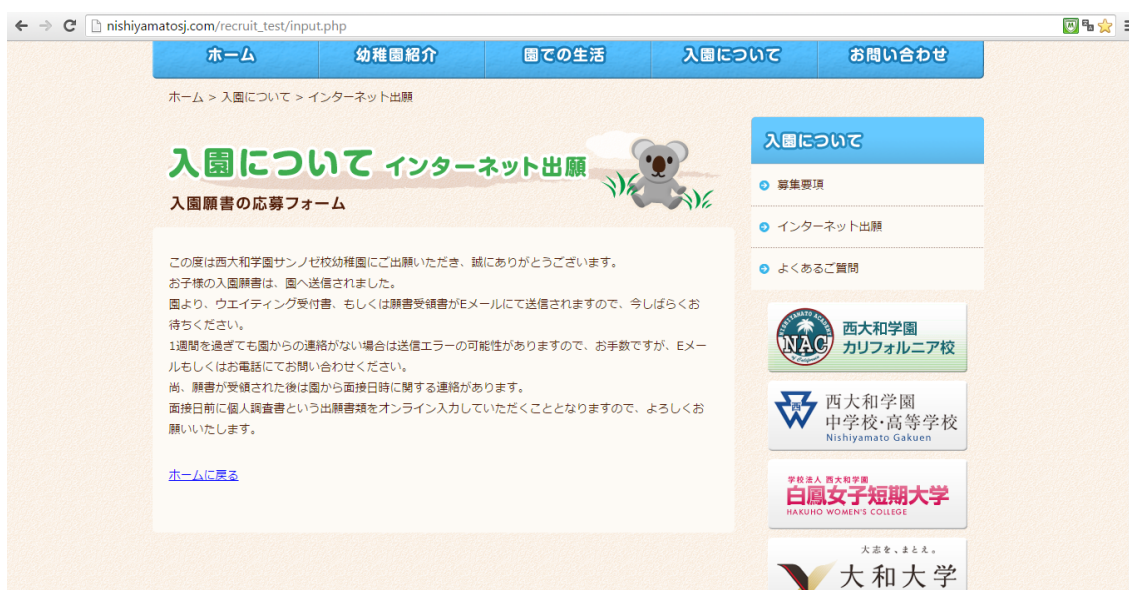 nishiyamatosj.com/recruit_test/input.php
ホーム 幼稚園紹介 園での生活 入園について お問い合わせ
ホーム > 入園について > インターネット出願
入園について インターネット出願
入園願書の応募フォーム
この度は西大和学園サンノゼ校幼稚園にご出願いただき、誠にありがとうございます。
お子様の入園願書は、園へ送信されました。
園より、ウエイティング受付書、もしくは願書受領書がEメールにて送信されますので、今しばらくお
待ちください。
1週間を過ぎても園からの連絡がない場合は送信エラーの可能性がありますので、お手数ですが、Eメー
ルもしくはお電話にてお問い合わせください。
尚、願書が受領された後は園から面接日時に関する連絡があります。
面接日前に個人調査書という出願書類をオンライン入力していただくこととなりますので、よろしくお
願いいたします。
ホームに戻る
入園について
募集要項
インターネット出願
よくあるご質問
NISHIYAMATO ACADEMY
NAC
of California
西大和学園
カリフォルニア校
西
西大和学園
中学校・高等学校
Nishiyamato Gakuen
学校法人 西大和学園
白鳳女子短期大学
HAKUHO WOMEN'S COLLEGE
大志を、まとえ。
大和大学